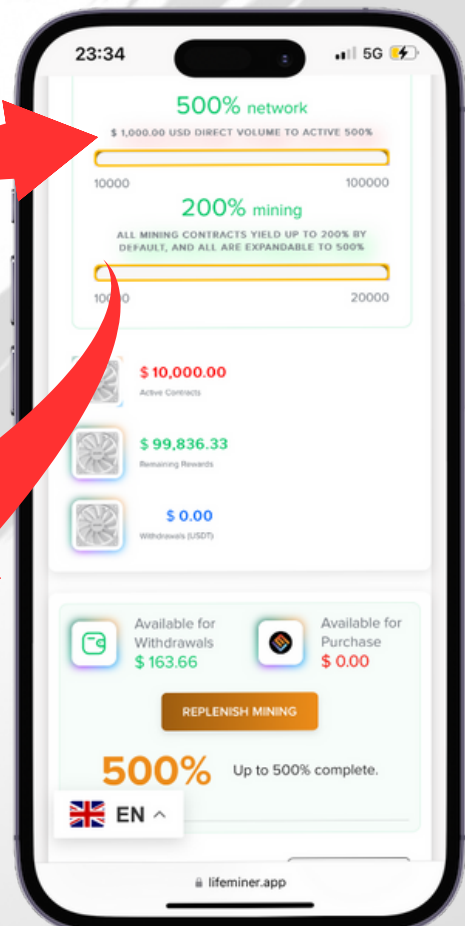 23:34
5G
500% network
$ 1,000.00 USD DIRECT VOLUME TO ACTIVE 500%
10000 100000
200% mining
ALL MINING CONTRACTS YIELD UP TO 200% BY
DEFAULT, AND ALL ARE EXPANDABLE TO 500%
20000
$ 10,000.00
Active Contracts
$ 99,836.33
Remaining Rewards
$ 0.00
Withdrawals (USDT)
Available for
Withdrawals
$ 163.66
Available for
Purchase
$ 0.00
REPLENISH MINING
500% Up to 500% complete.
EN
lifeminer.app